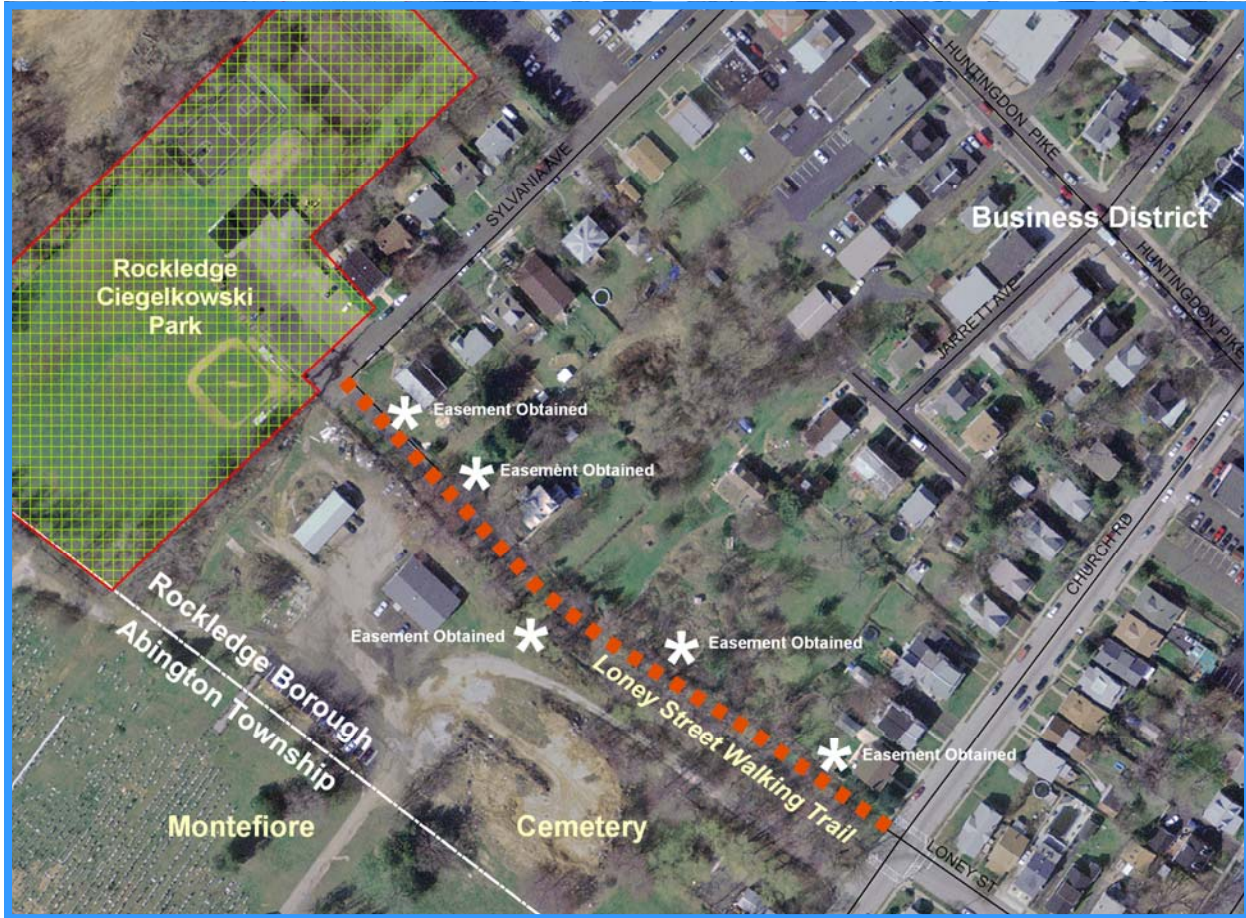 HUNTINGDON PIKE
SYLVANIA AVE
Business District
HUNTINGDON PIKE
Rockledge
Ciegelkowski
Park
JARRETT AVE
Easement Obtained
Easement Obtained
CHURCH RD
Rockledge Borough
Abington Township
Easement Obtained
Easement Obtained
Loney Street Walking Trail
Easement Obtained
Montefiore
Cemetery
LONEY ST